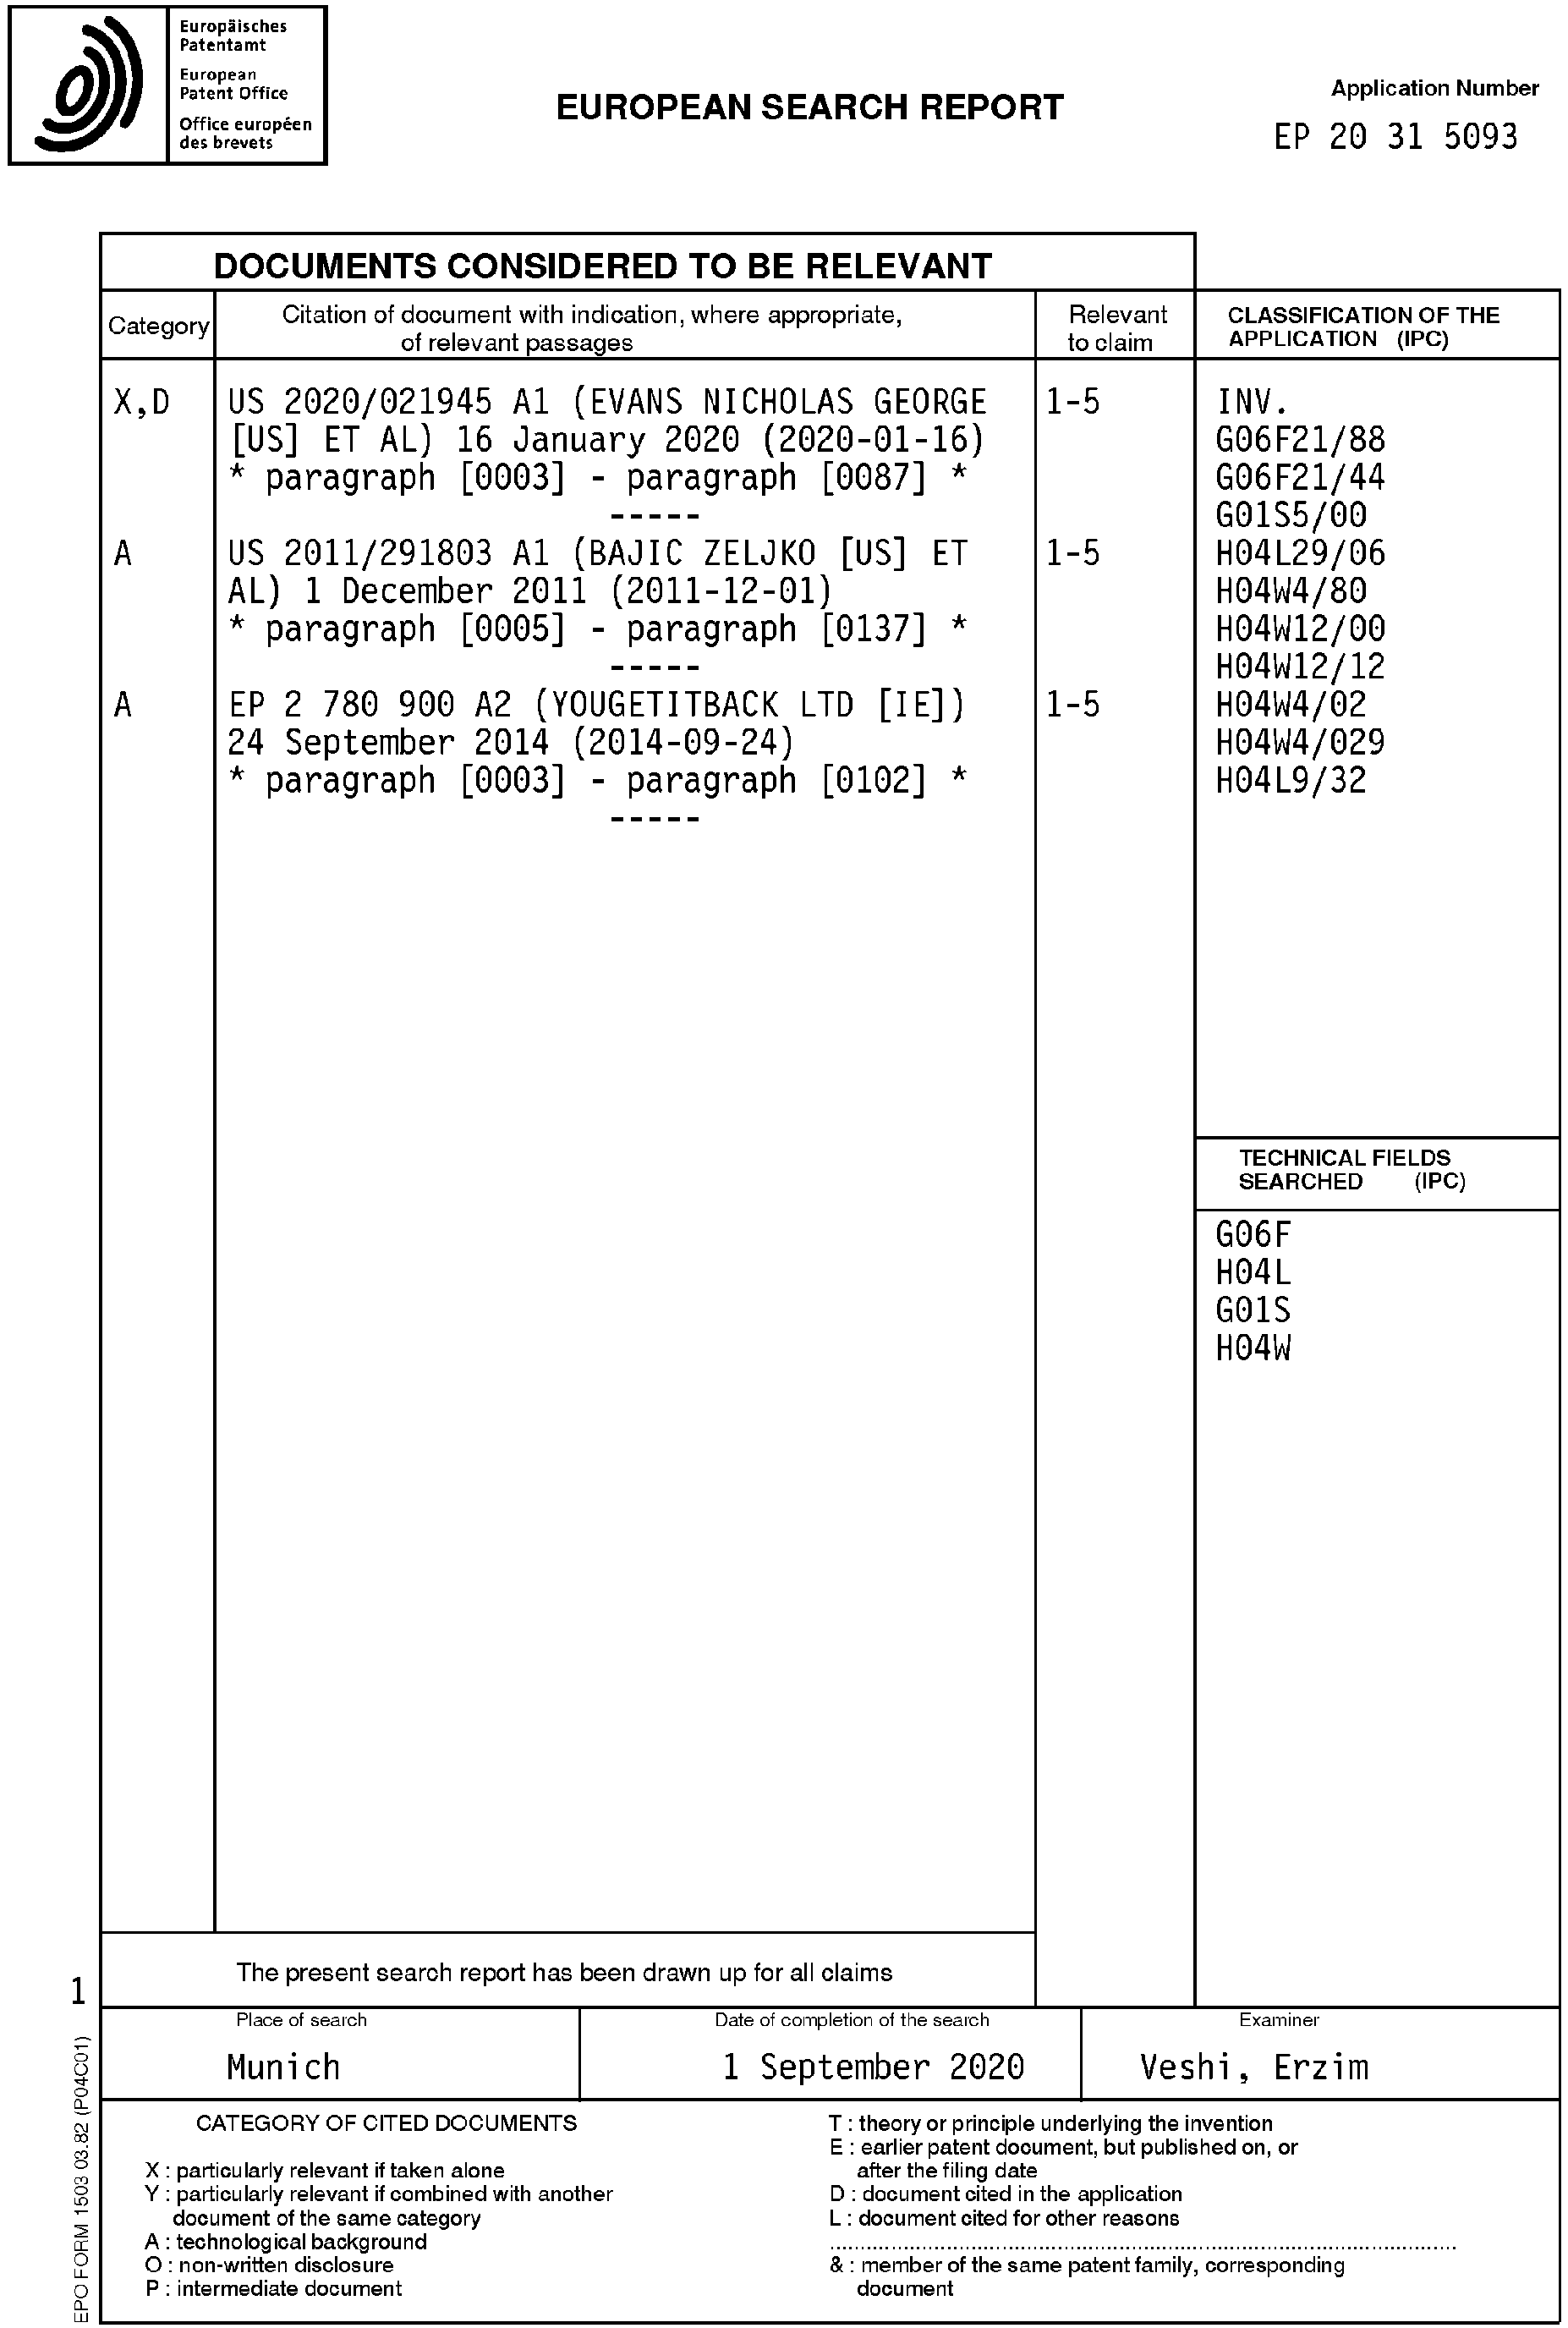 Europäisches
Patentamt
European
Patent Office
Office européen
des brevets
EUROPEAN SEARCH REPORT
Application Number
EP 20 31 5093
DOCUMENTS CONSIDERED TO BE RELEVANT
Category
Citation of document with indication, where appropriate,
of relevant passages
Relevant
to claim
CLASSIFICATION OF THE
APPLICATION (IPC)
X,D
US 2020/021945 A1 (EVANS NICHOLAS GEORGE
[US] ET AL) 16 January 2020 (2020-01-16)
* paragraph [0003] - paragraph [0087] *
-----
1-5
A
US 2011/291803 A1 (BAJIC ZELJKO [US] ET
AL) 1 December 2011 (2011-12-01)
* paragraph [0005] - paragraph [0137] *
-----
1-5
A
EP 2 780 900 A2 (YOUGETITBACK LTD [IE])
24 September 2014 (2014-09-24)
* paragraph [0003] - paragraph [0102] *
-----
1-5
INV.
G06F21/88
G06F21/44
G01S5/00
H04L29/06
H04W4/80
H04W12/00
H04W12/12
H04W4/02
H04W4/029
H04L9/32
TECHNICAL FIELDS
SEARCHED (IPC)
G06F
H04L
G01S
H04W
The present search report has been drawn up for all claims
1
Place of search
Munich
Date of completion of the search
1 September 2020
Examiner
Veshi, Erzim
CATEGORY OF CITED DOCUMENTS
X : particularly relevant if taken alone
Y : particularly relevant if combined with another
document of the same category
A : technological background
O : non-written disclosure
P : intermediate document
T : theory or principle underlying the invention
E : earlier patent document, but published on, or
after the filing date
D : document cited in the application
L : document cited for other reasons
& : member of the same patent family, corresponding
document
EPO FORM 1503 03.82 (P04C01)